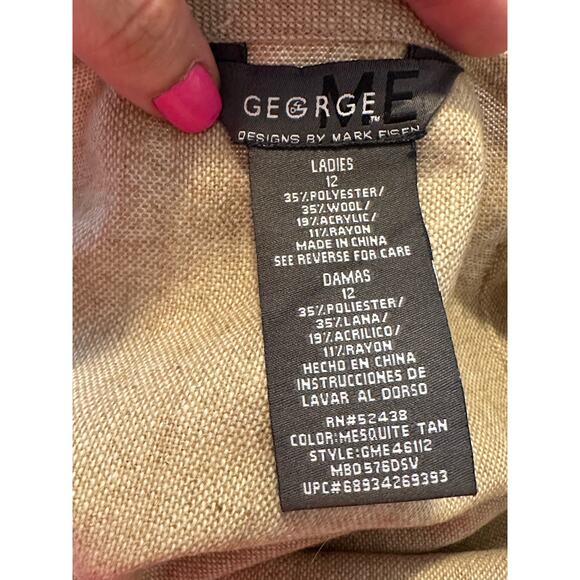 GEORGE ME™
DESIGNS BY MARK EISEN
LADIES
12
35%POLYESTER/
35%WOOL/
19%ACRYLIC/
11%RAYON
MADE IN CHINA
SEE REVERSE FOR CARE
DAMAS
12
35%POLIESTER/
35%LANA/
19%ACRILICO/
11%RAYON
HECHO EN CHINA
INSTRUCCIONES DE
LAVAR AL DORSO
RN#52438
COLOR:MESQUITE TAN
STYLE:GME46112
MB0576DSV
UPC#68934269393